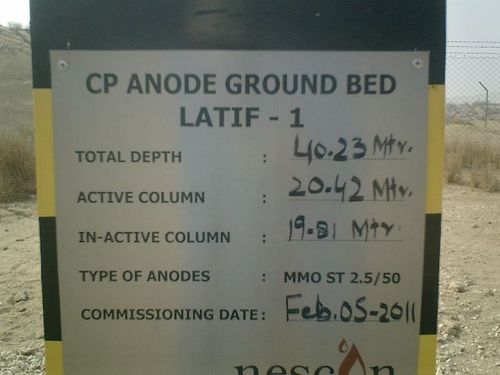 CP ANODE GROUND BED
LATIF - 1
TOTAL DEPTH : 40.23 Mtr.
ACTIVE COLUMN : 20.42 Mtr.
IN-ACTIVE COLUMN : 19.81 Mtr.
TYPE OF ANODES : MMO ST 2.5/50
COMMISSIONING DATE : Feb. 05-2011
nescon